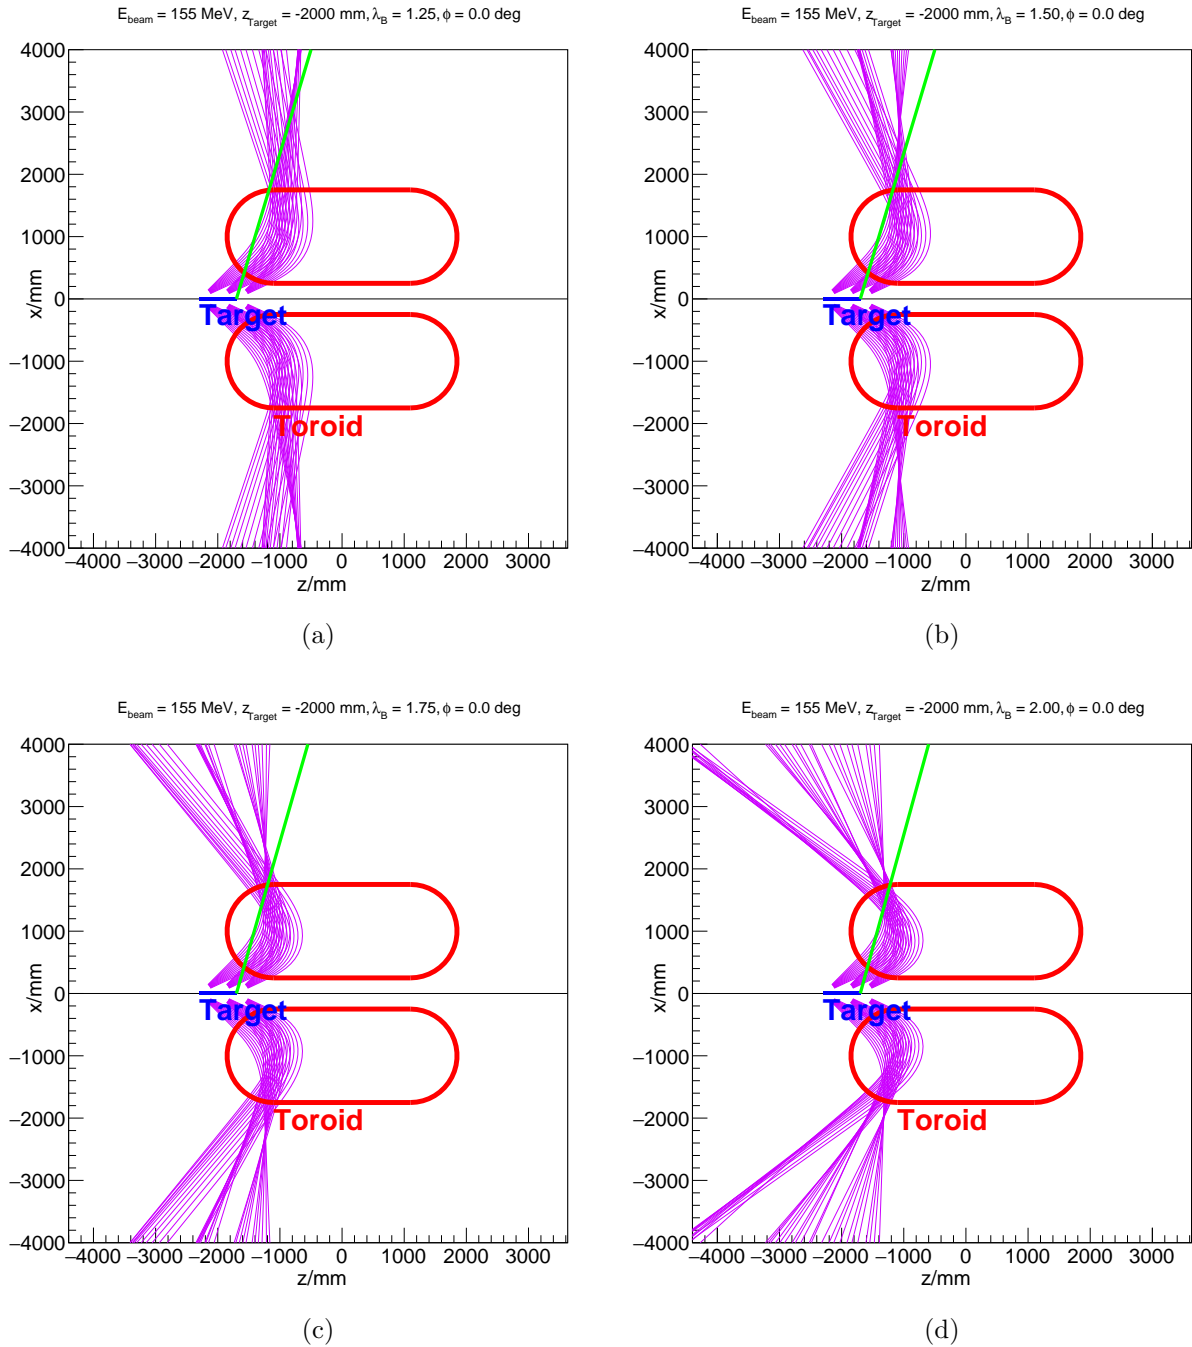 E_beam = 155 MeV, z_Target = -2000 mm, λ_B = 1.25, ϕ = 0.0 deg
4000
3000
2000
1000
0
−1000
−2000
−3000
−4000
x/mm
Target
Toroid
−4000 −3000 −2000 −1000 0 1000 2000 3000
z/mm
(a)
E_beam = 155 MeV, z_Target = -2000 mm, λ_B = 1.50, ϕ = 0.0 deg
4000
3000
2000
1000
0
−1000
−2000
−3000
−4000
x/mm
Target
Toroid
−4000 −3000 −2000 −1000 0 1000 2000 3000
z/mm
(b)
E_beam = 155 MeV, z_Target = -2000 mm, λ_B = 1.75, ϕ = 0.0 deg
4000
3000
2000
1000
0
−1000
−2000
−3000
−4000
x/mm
Target
Toroid
−4000 −3000 −2000 −1000 0 1000 2000 3000
z/mm
(c)
E_beam = 155 MeV, z_Target = -2000 mm, λ_B = 2.00, ϕ = 0.0 deg
4000
3000
2000
1000
0
−1000
−2000
−3000
−4000
x/mm
Target
Toroid
−4000 −3000 −2000 −1000 0 1000 2000 3000
z/mm
(d)